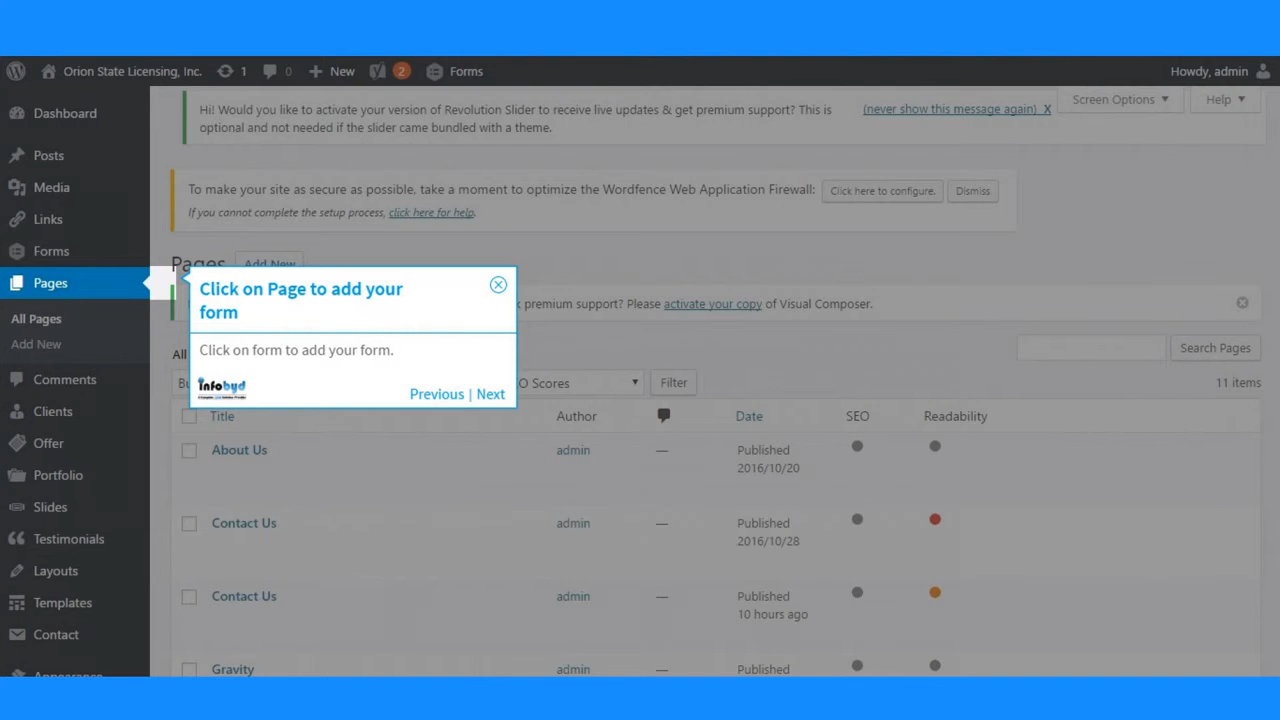 Orion State Licensing, Inc. 1 0 New 2 Forms Howdy, admin
Dashboard
Posts
Media
Links
Forms
Pages
All Pages
Add New
Comments
Clients
Offer
Portfolio
Slides
Testimonials
Layouts
Templates
Contact
Appearance
Hi! Would you like to activate your version of Revolution Slider to receive live updates & get premium support? This is
optional and not needed if the slider came bundled with a theme.
(never show this message again) X
Screen Options Help
To make your site as secure as possible, take a moment to optimize the Wordfence Web Application Firewall: Click here to configure. Dismiss
If you cannot complete the setup process, click here for help.
Pages Add New
Click on Page to add your
form
Click on form to add your form.
infobyd
Previous | Next
premium support? Please activate your copy of Visual Composer.
All
Search Pages
Scores Filter 11 items
Title Author Date SEO Readability
About Us admin — Published
2016/10/20
Contact Us admin — Published
2016/10/28
Contact Us admin — Published
10 hours ago
Gravity admin — Published